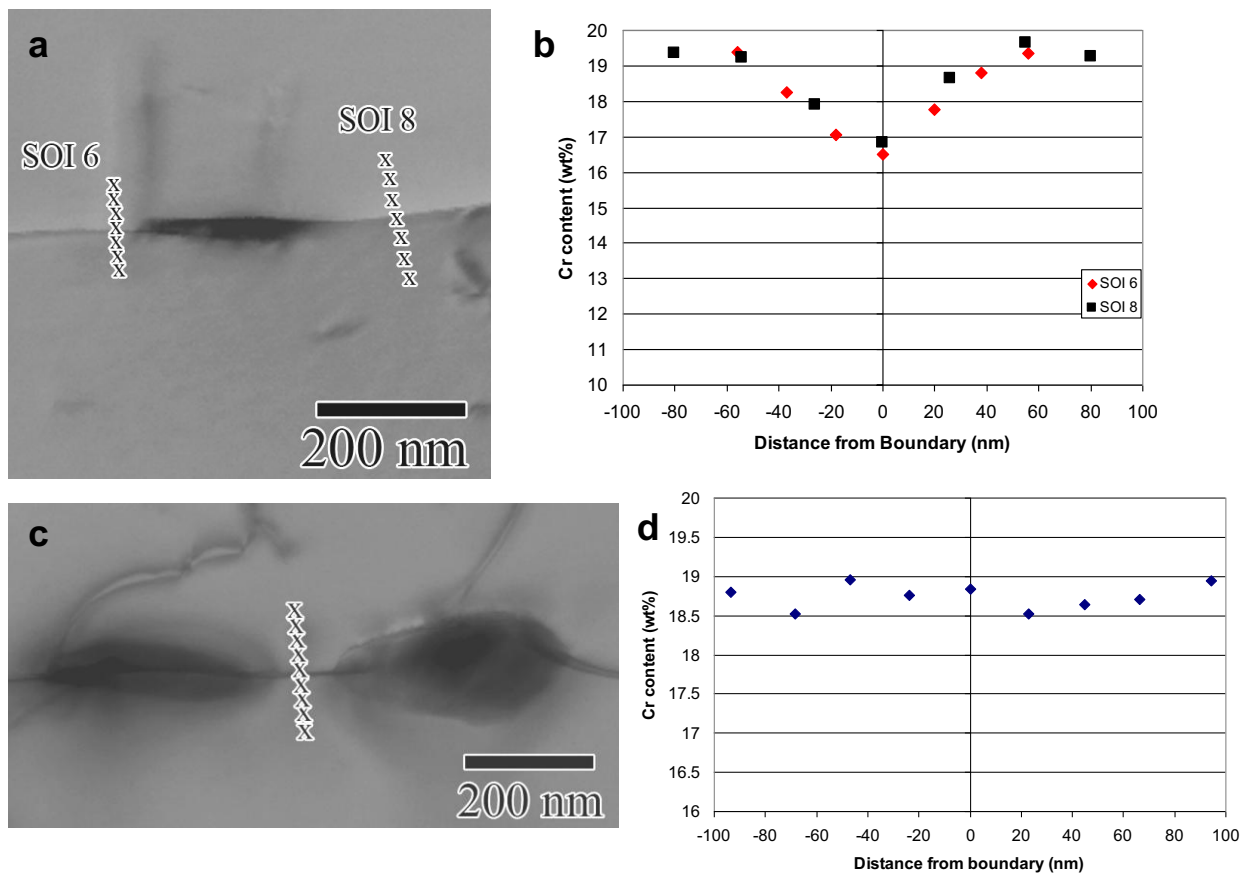 a
SOI 6
SOI 8
x
x
x
x
x
x
x
x
x
x
x
x
x
x
200 nm
b
20
19
18
17
16
15
14
13
12
11
10
Cr content (wt%)
-100 -80 -60 -40 -20 0 20 40 60 80 100
Distance from Boundary (nm)
SOI 6
SOI 8
c
x
x
x
x
x
x
x
x
x
200 nm
d
20
19.5
19
18.5
18
17.5
17
16.5
16
Cr content (wt%)
-100 -80 -60 -40 -20 0 20 40 60 80 100
Distance from boundary (nm)